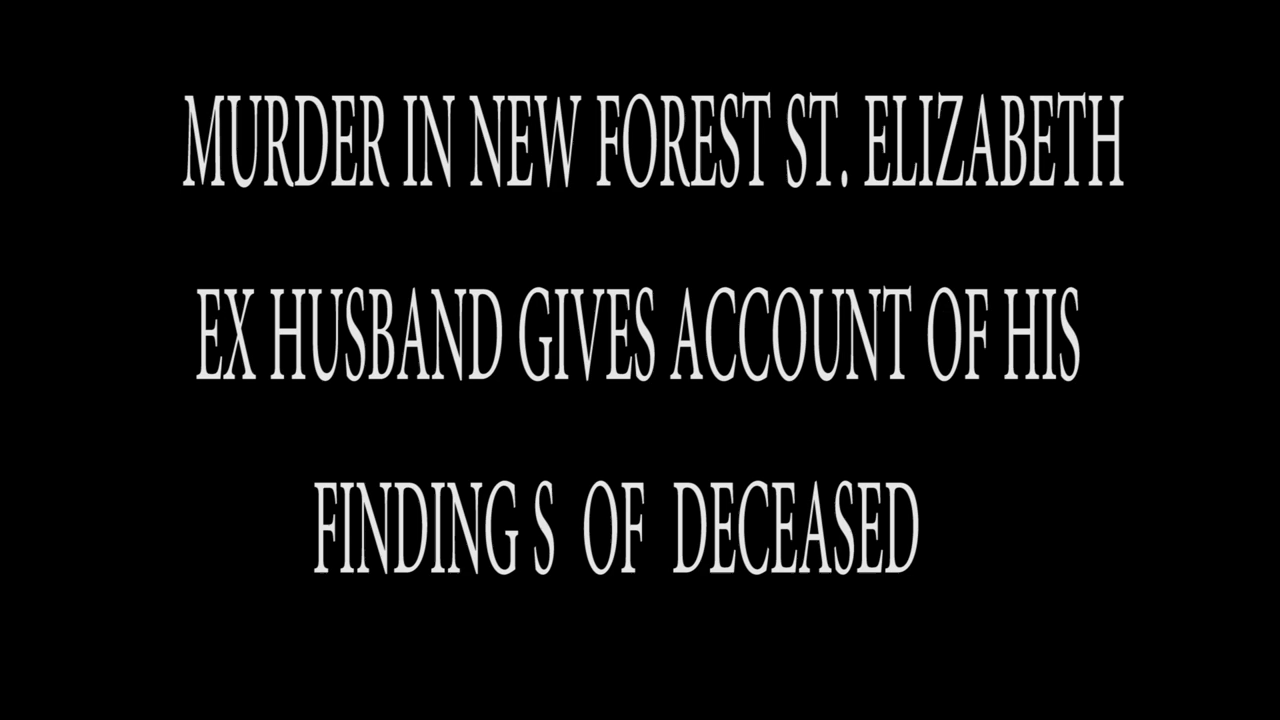 MURDER IN NEW FOREST ST. ELIZABETH
EX HUSBAND GIVES ACCOUNT OF HIS
FINDING S OF DECEASED